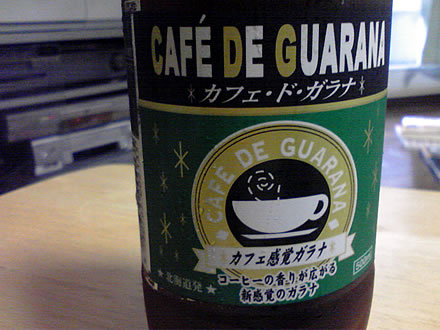 CAFÉ DE GUARANA
★カフェ・ド・ガラナ★
CAFE DE GUARANA
カフェ感覚ガラナ
コーヒーの香りが広がる
新感覚のガラナ
★北海道発★
500ml